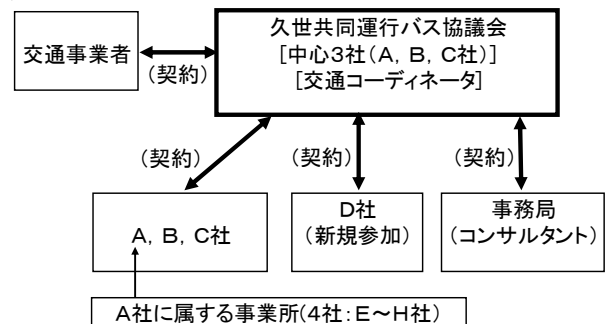 久世共同運行バス協議会
[中心3社(A, B, C社)]
[交通コーディネータ]
交通事業者
(契約)
(契約)
(契約)
(契約)
A, B, C社
D社
(新規参加)
事務局
(コンサルタント)
A社に属する事業所(4社:E~H社)